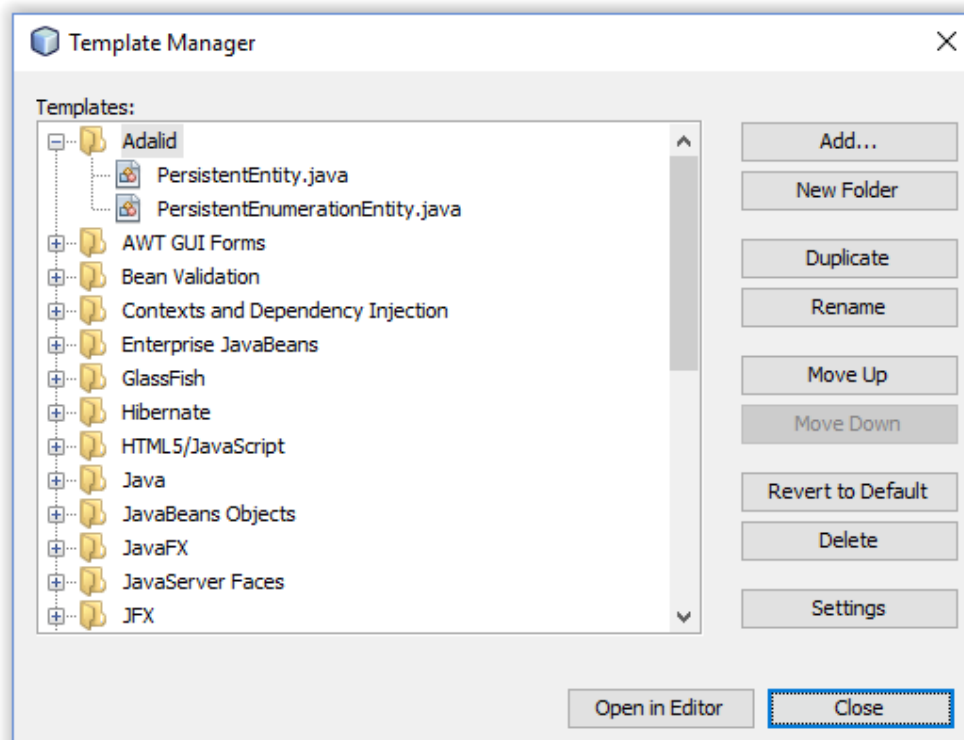 Template Manager
Templates:
Adalid
PersistentEntity.java
PersistentEnumerationEntity.java
AWT GUI Forms
Bean Validation
Contexts and Dependency Injection
Enterprise JavaBeans
GlassFish
Hibernate
HTML5/JavaScript
Java
JavaBeans Objects
JavaFX
JavaServer Faces
JFX
Add...
New Folder
Duplicate
Rename
Move Up
Move Down
Revert to Default
Delete
Settings
Open in Editor
Close